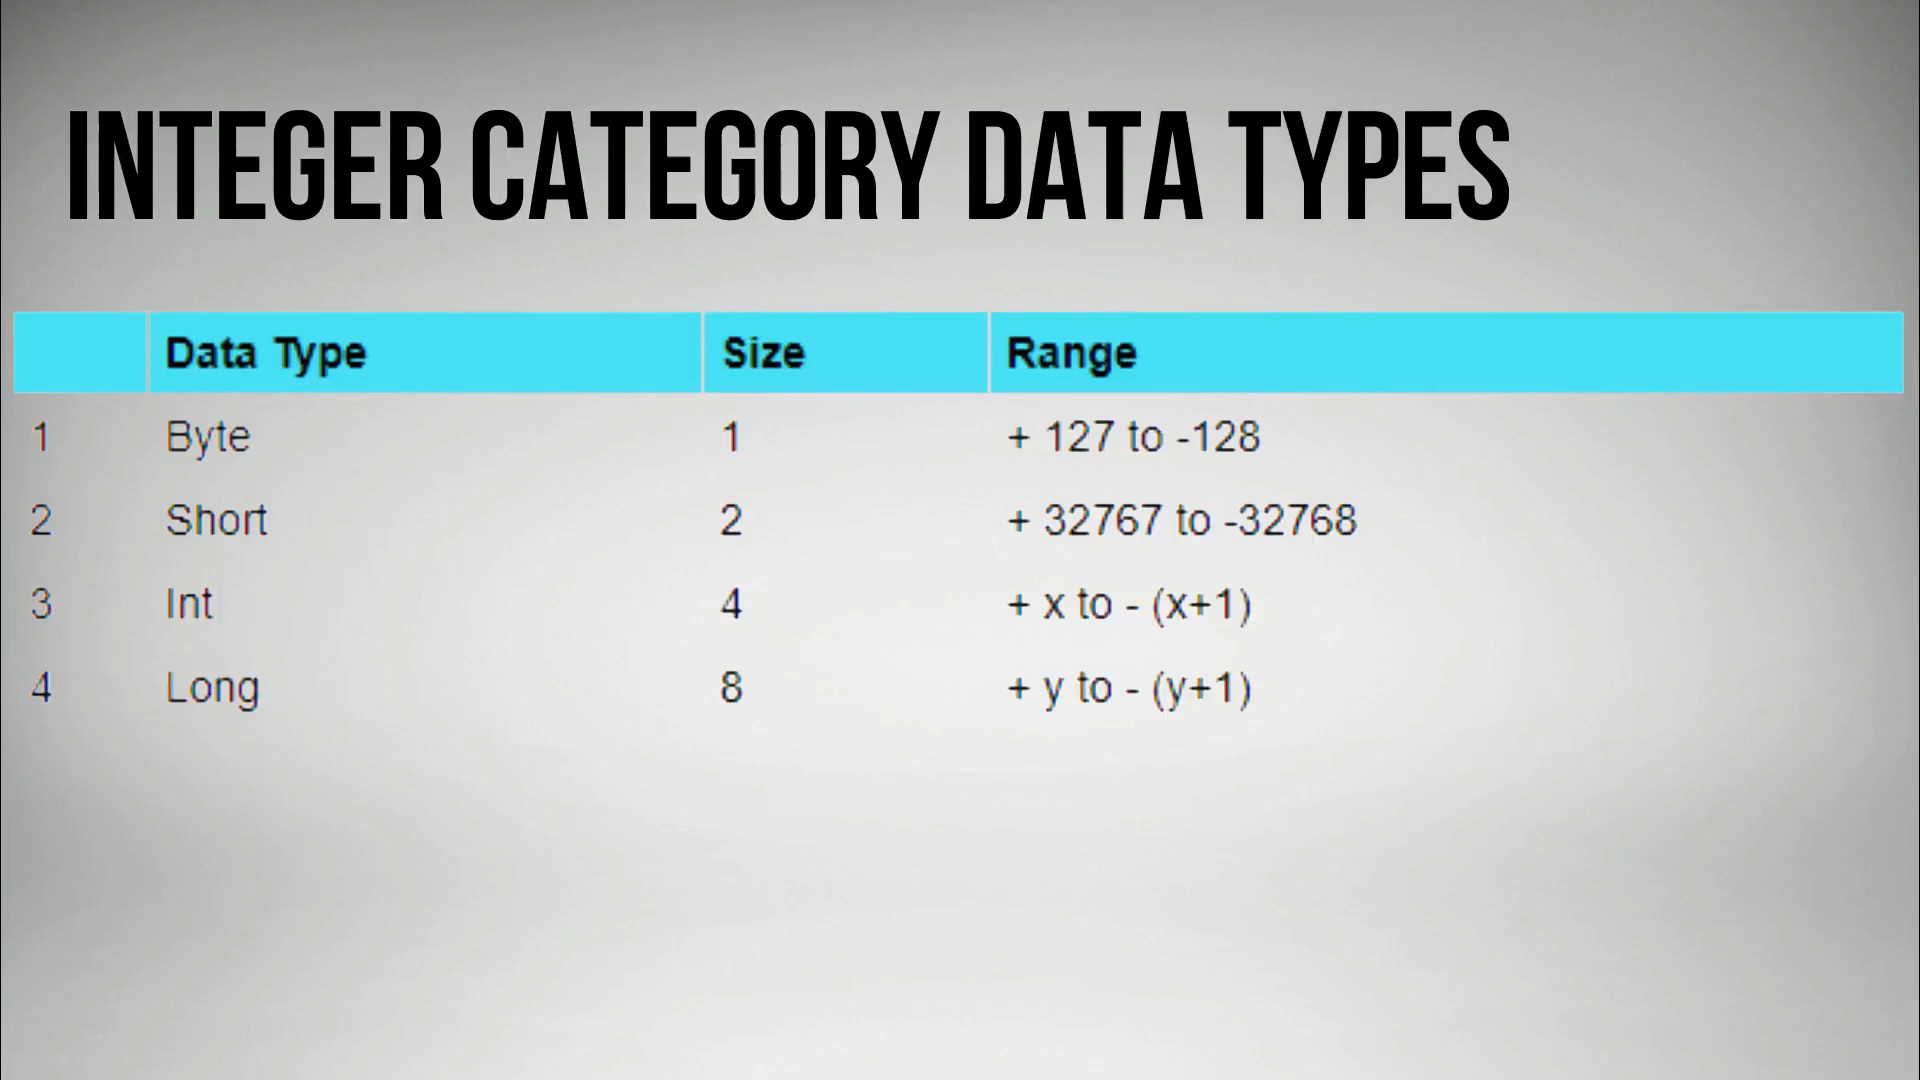 INTEGER CATEGORY DATA TYPES
Data Type Size Range
1 Byte 1 + 127 to -128
2 Short 2 + 32767 to -32768
3 Int 4 + x to - (x+1)
4 Long 8 + y to - (y+1)